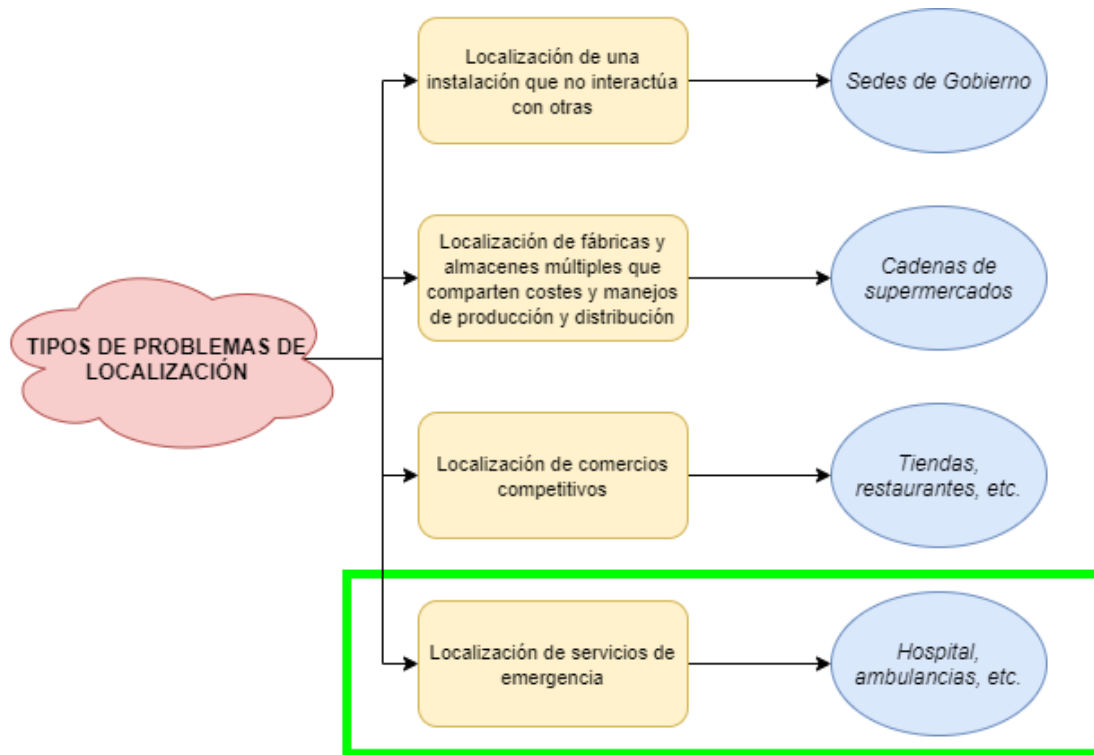 Localización de una
instalación que no interactúa
con otras
Sedes de Gobierno
Localización de fábricas y
almacenes múltiples que
comparten costes y manejos
de producción y distribución
Cadenas de
supermercados
TIPOS DE PROBLEMAS DE
LOCALIZACIÓN
Localización de comercios
competitivos
Tiendas,
restaurantes, etc.
Localización de servicios de
emergencia
Hospital,
ambulancias, etc.